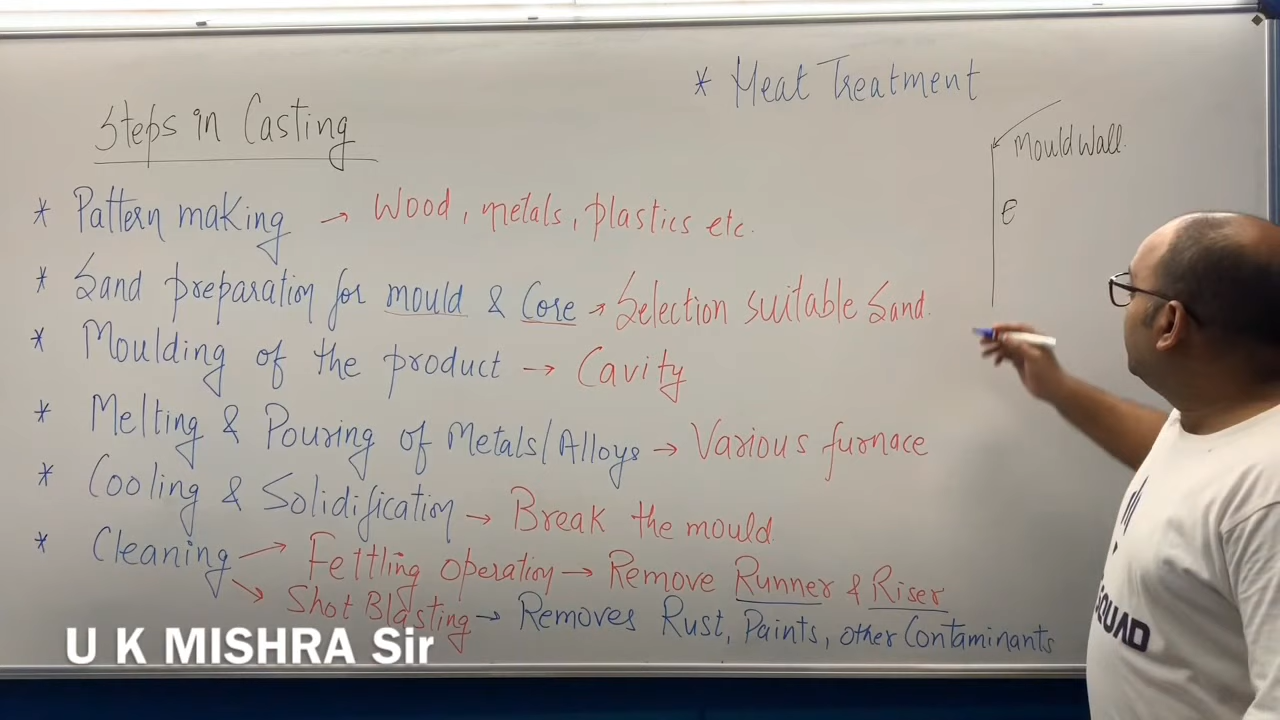 * Heat Treatment
Steps in Casting
Mould Wall.
* Pattern making → Wood, metals, plastics etc.
E
* Sand preparation for mould & Core → Selection suitable Sand.
* Moulding of the product → Cavity
* Melting & Pouring of Metals/Alloys → Various furnace
* Cooling & Solidification → Break the mould
* Cleaning → Fettling operation → Remove Runner & Riser
→ Shot Blasting → Removes Rust, Paints, other Contaminants
U K MISHRA Sir
SQUAD